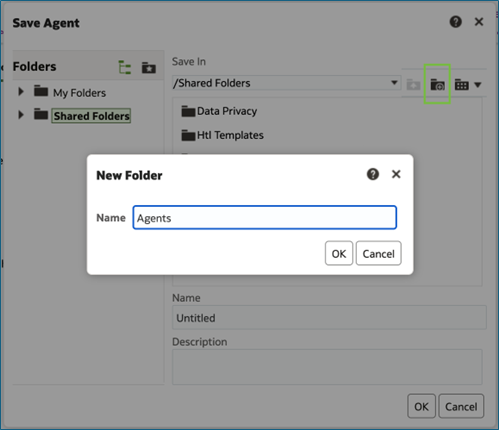 Save Agent
Folders
My Folders
Shared Folders
Save In
/Shared Folders
Data Privacy
Htl Templates
New Folder
Name Agents
OK Cancel
Name
Untitled
Description
OK Cancel